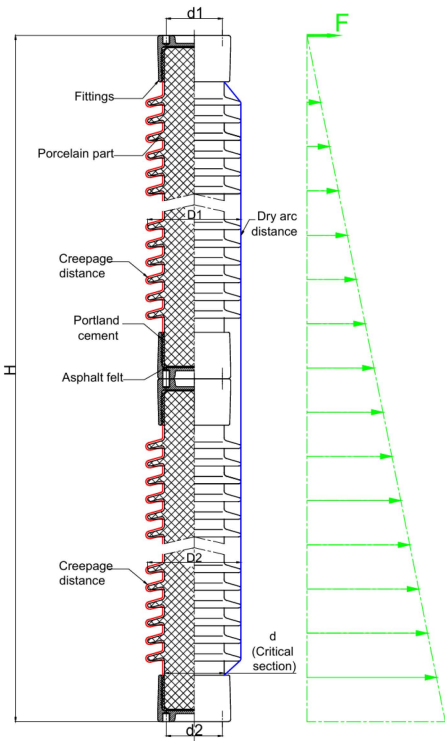 d1
F
Fittings
Porcelain part
D1
Dry arc
distance
Creepage
distance
Portland
cement
Asphalt felt
H
D2
Creepage
distance
d
(Critical
section)
d2